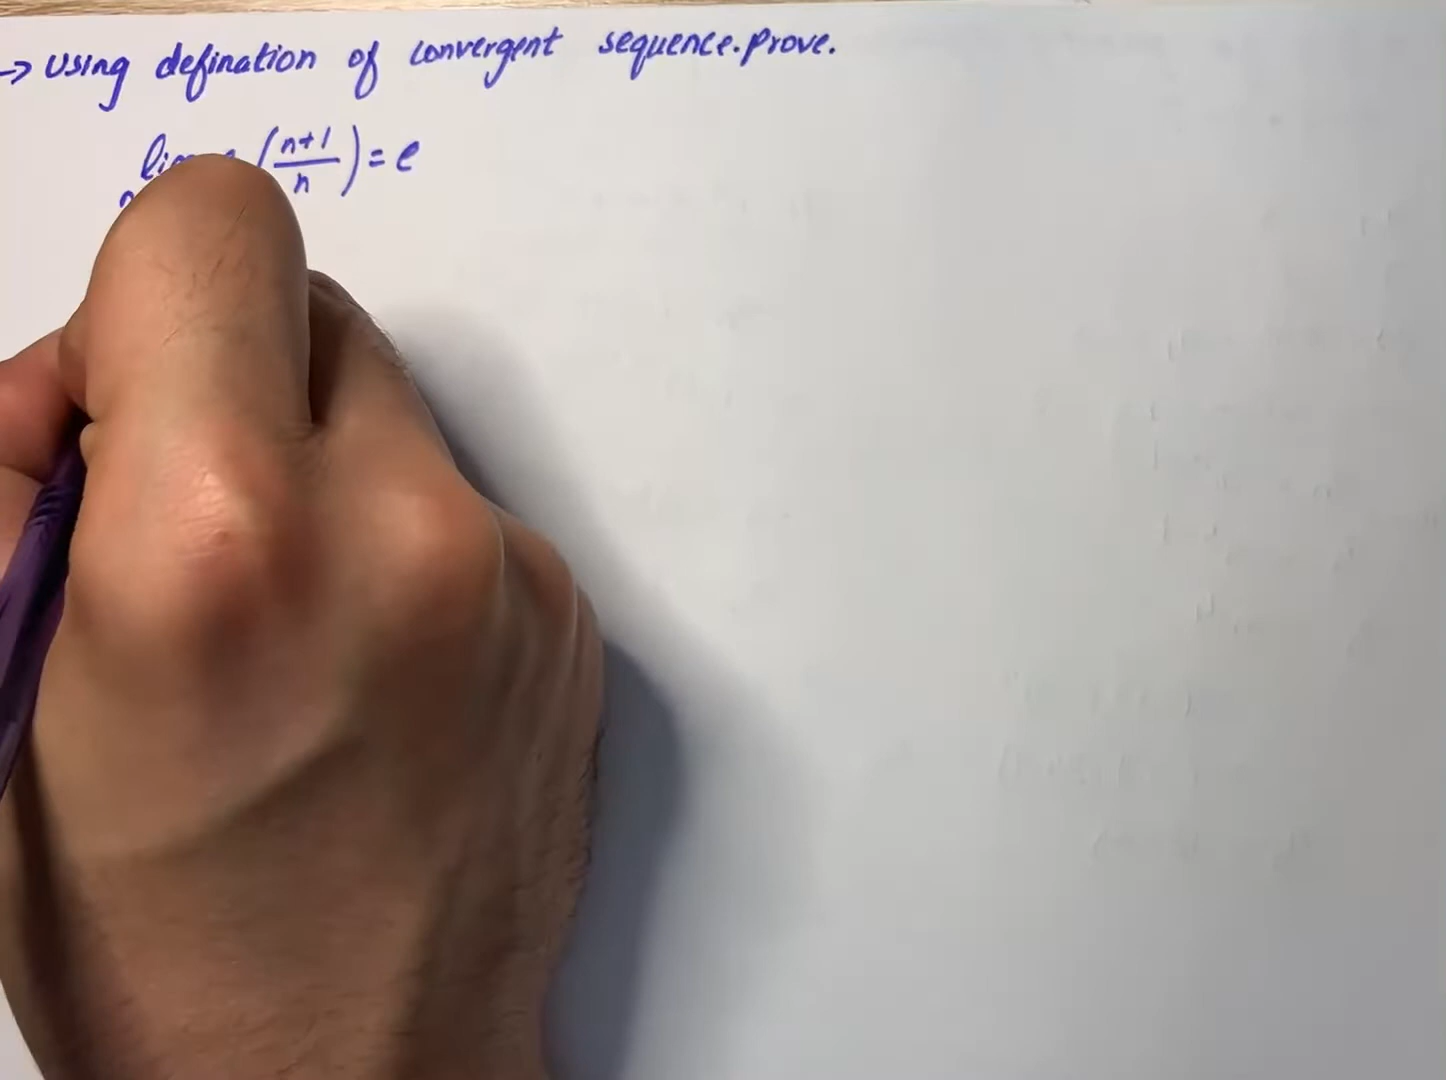 → Using defination of convergent sequence. Prove.
(n+1/n) = e